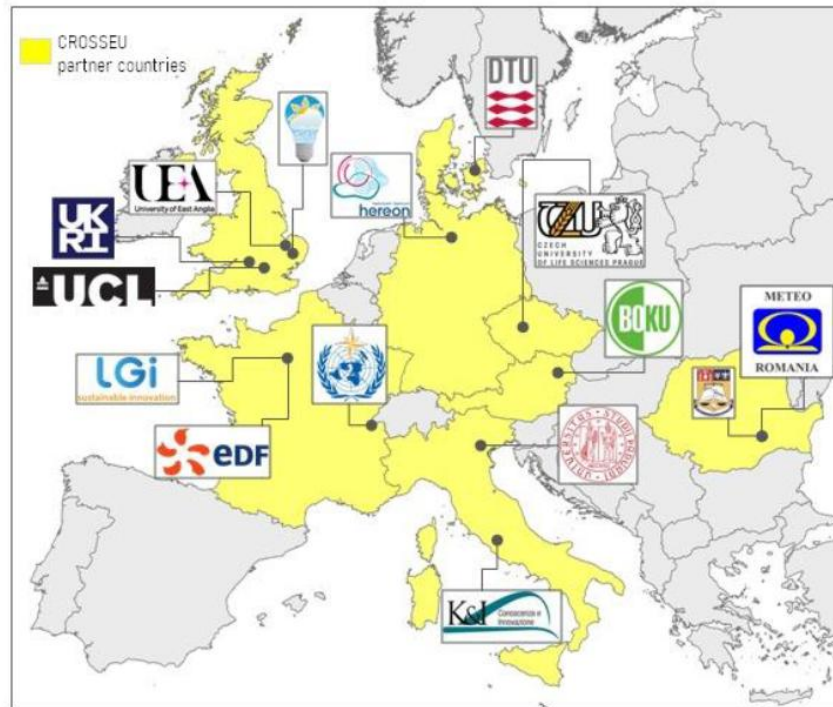 CROSSEU
partner countries
DTU
UEA
University of East Anglia
hereon
UK
RI
CZU
CZECH
UNIVERSITY
OF LIFE SCIENCES PRAGUE
UCL
BOKU
METEO
ROMANIA
LGi
sustainable innovation
eDF
K&I
Conoscenza e
Innovazione